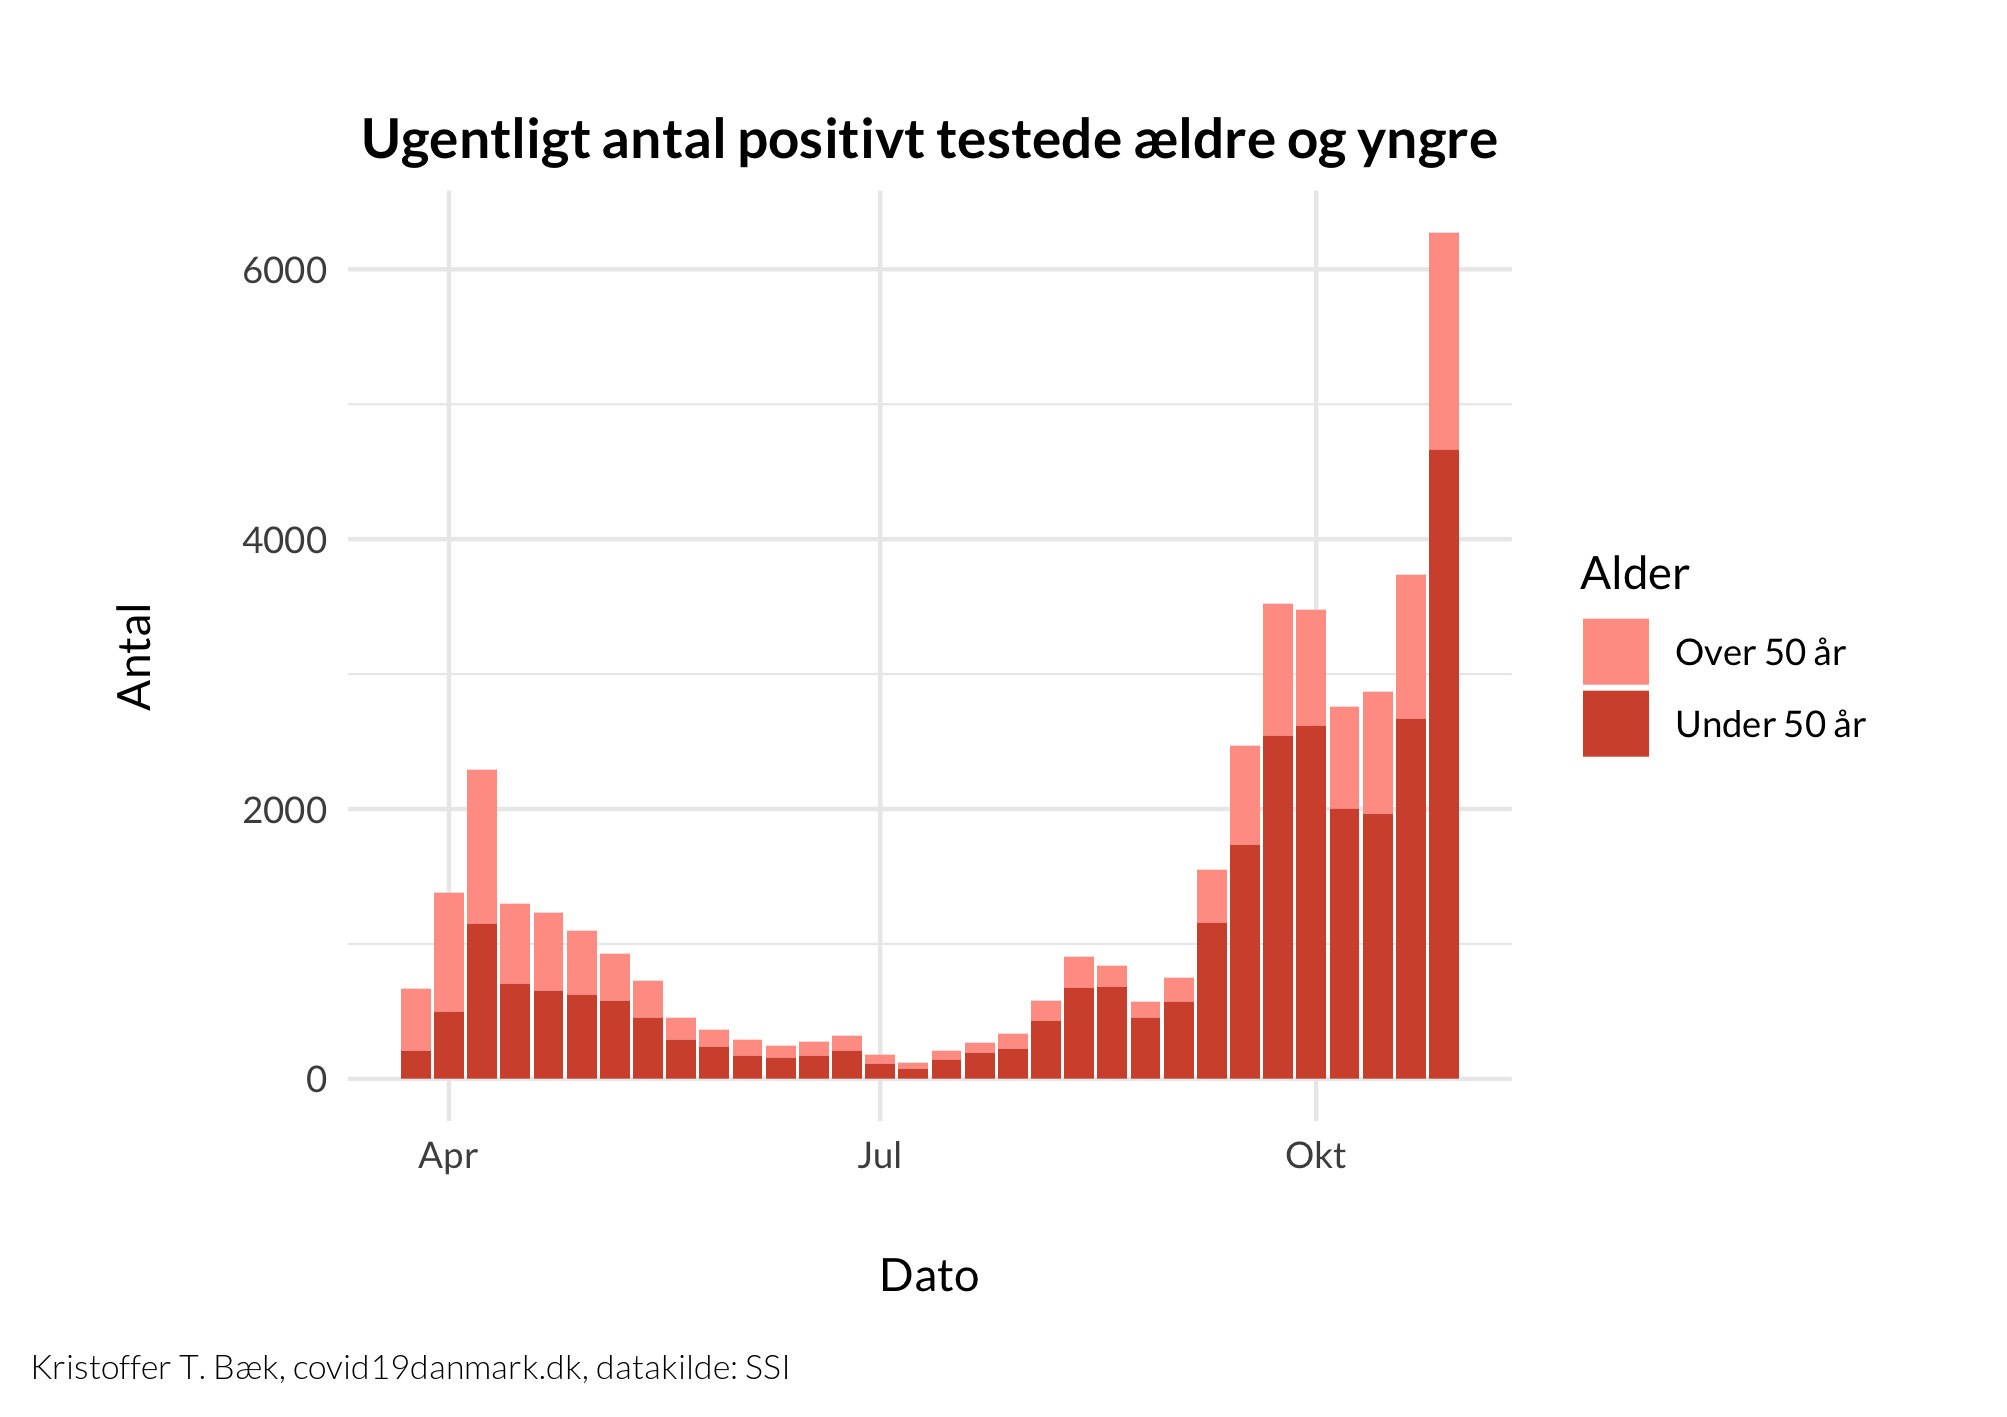 Ugentligt antal positivt testede ældre og yngre
6000
4000
2000
0
Antal
Apr
Jul
Okt
Dato
Alder
Over 50 år
Under 50 år
Kristoffer T. Bæk, covid19danmark.dk, datakilde: SSI